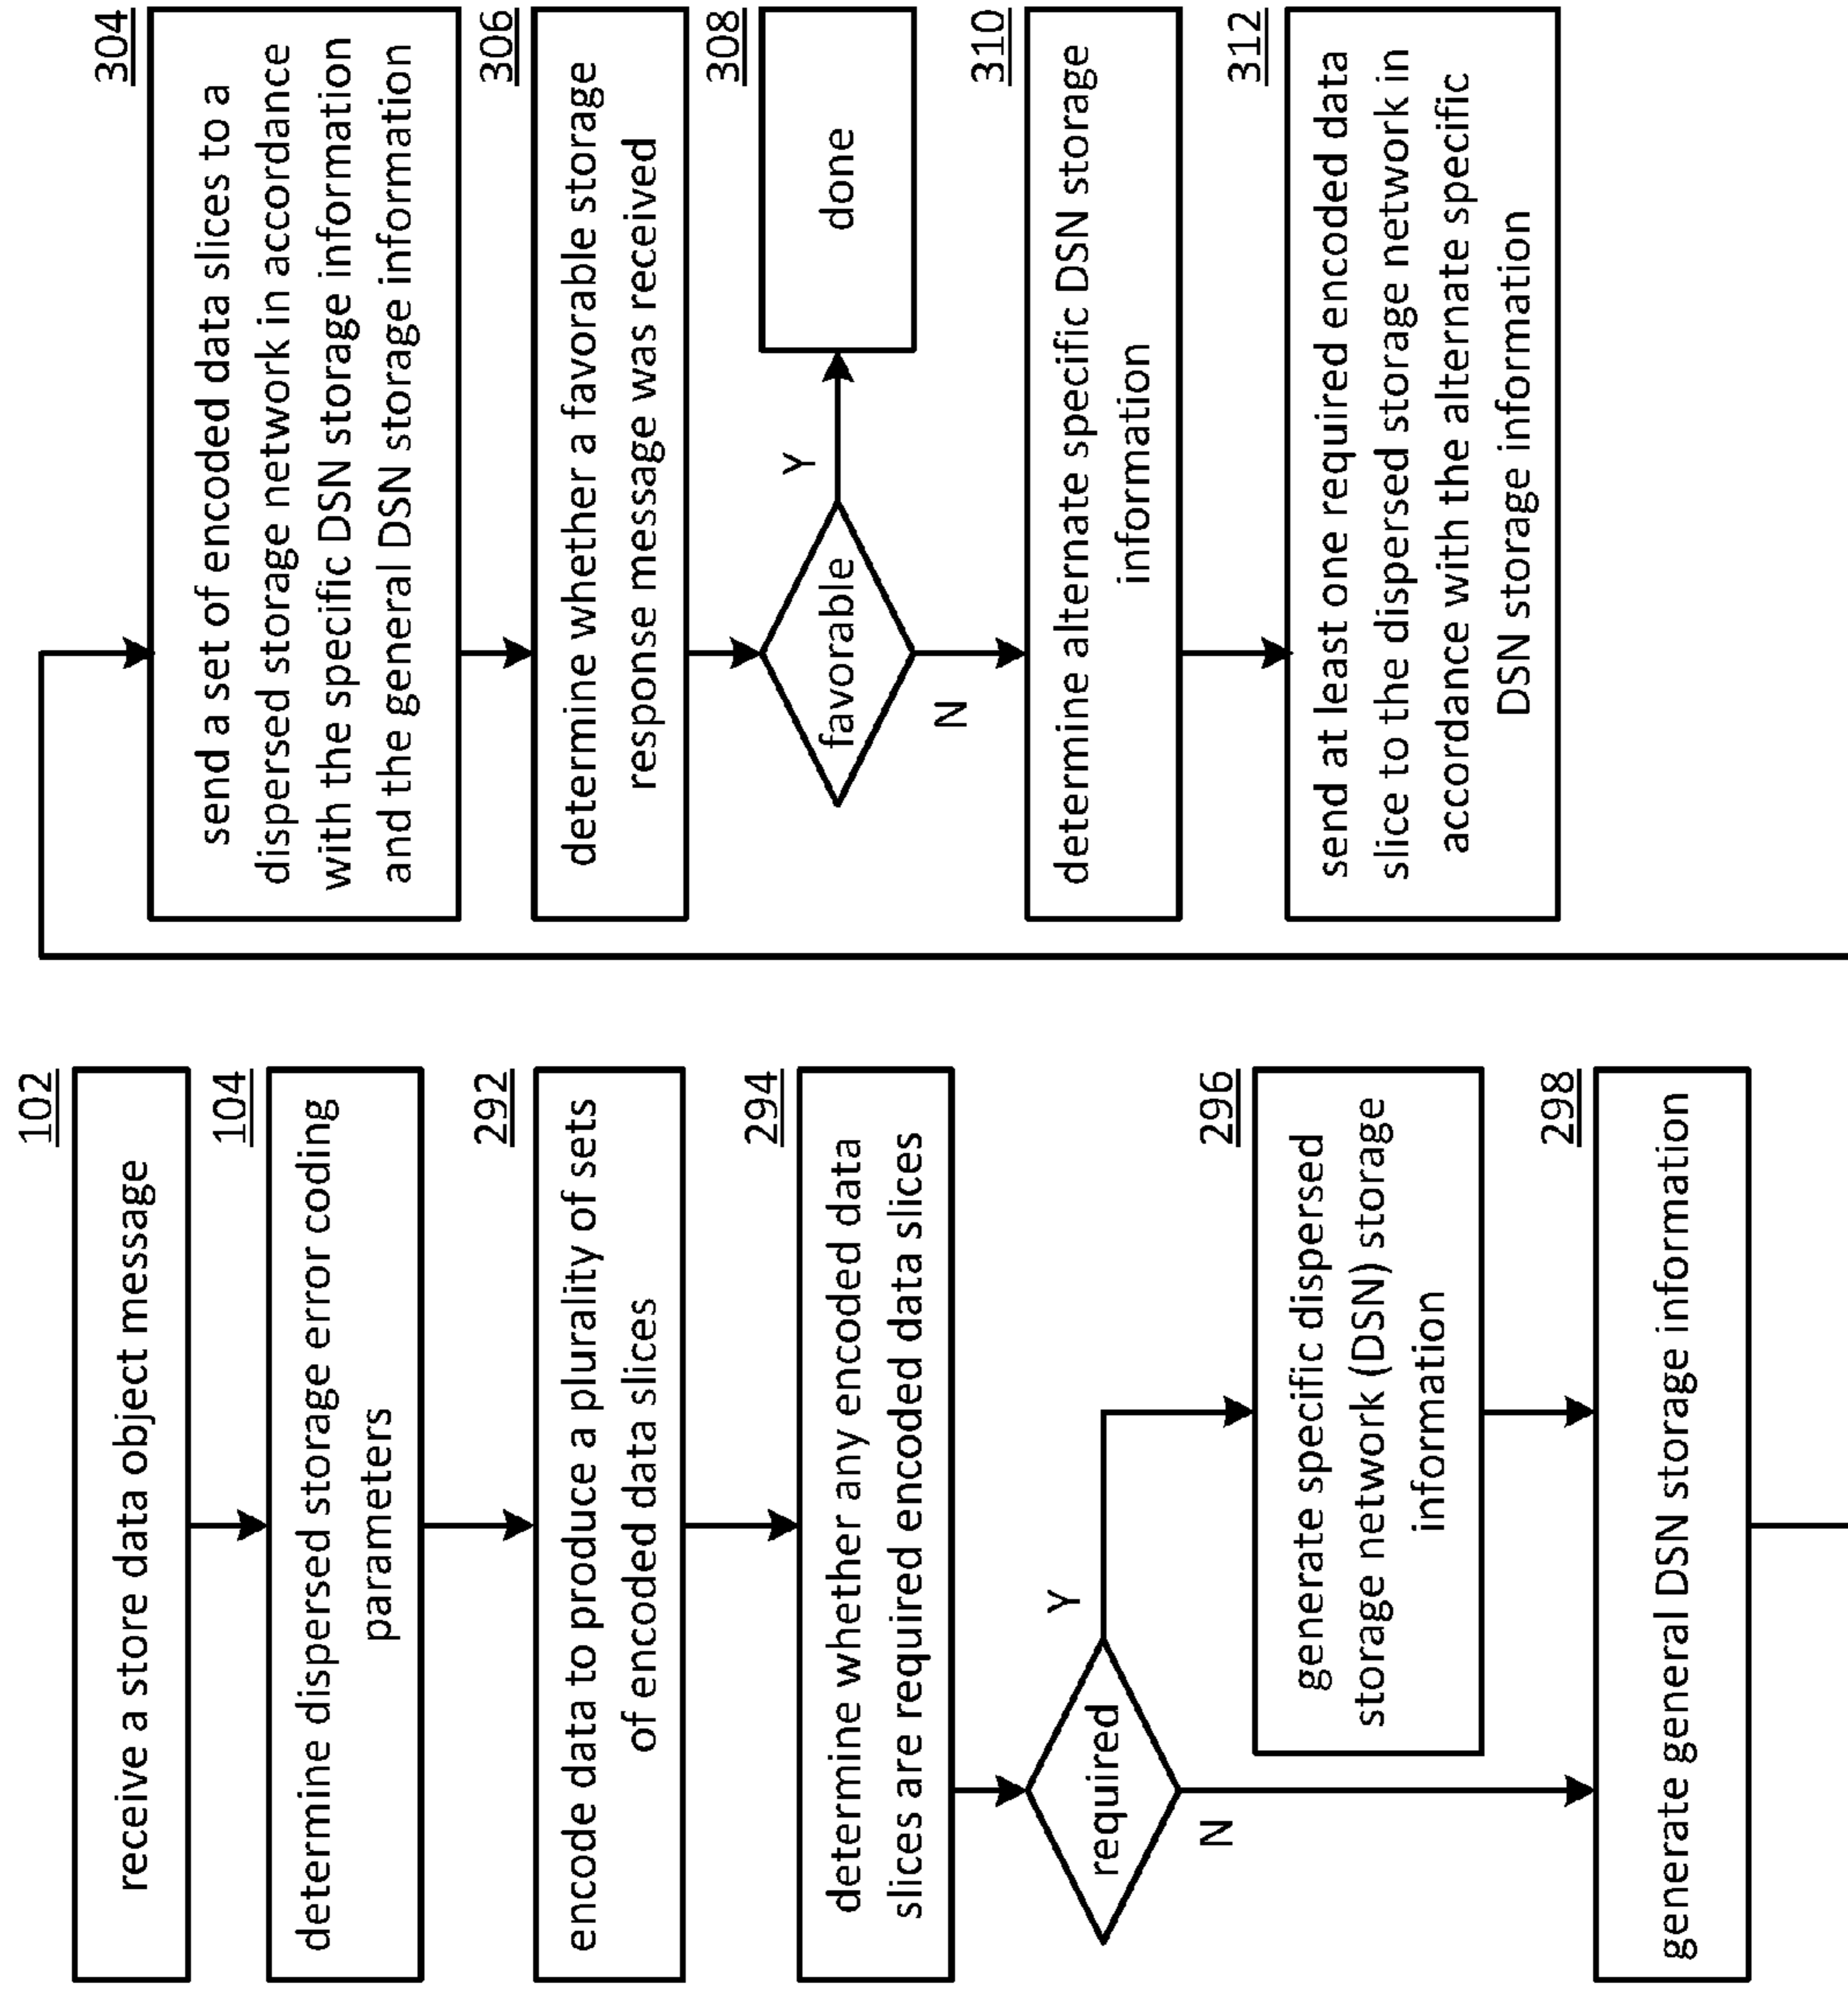 102
receive a store data object message
104
determine dispersed storage error coding
parameters
292
encode data to produce a plurality of sets
of encoded data slices
294
determine whether any encoded data
slices are required encoded data slices
required
Y
N
296
generate specific dispersed
storage network (DSN) storage
information
298
generate general DSN storage information
304
send a set of encoded data slices to a
dispersed storage network in accordance
with the specific DSN storage information
and the general DSN storage information
306
determine whether a favorable storage
response message was received
favorable
Y
N
308
done
310
determine alternate specific DSN storage
information
312
send at least one required encoded data
slice to the dispersed storage network in
accordance with the alternate specific
DSN storage information